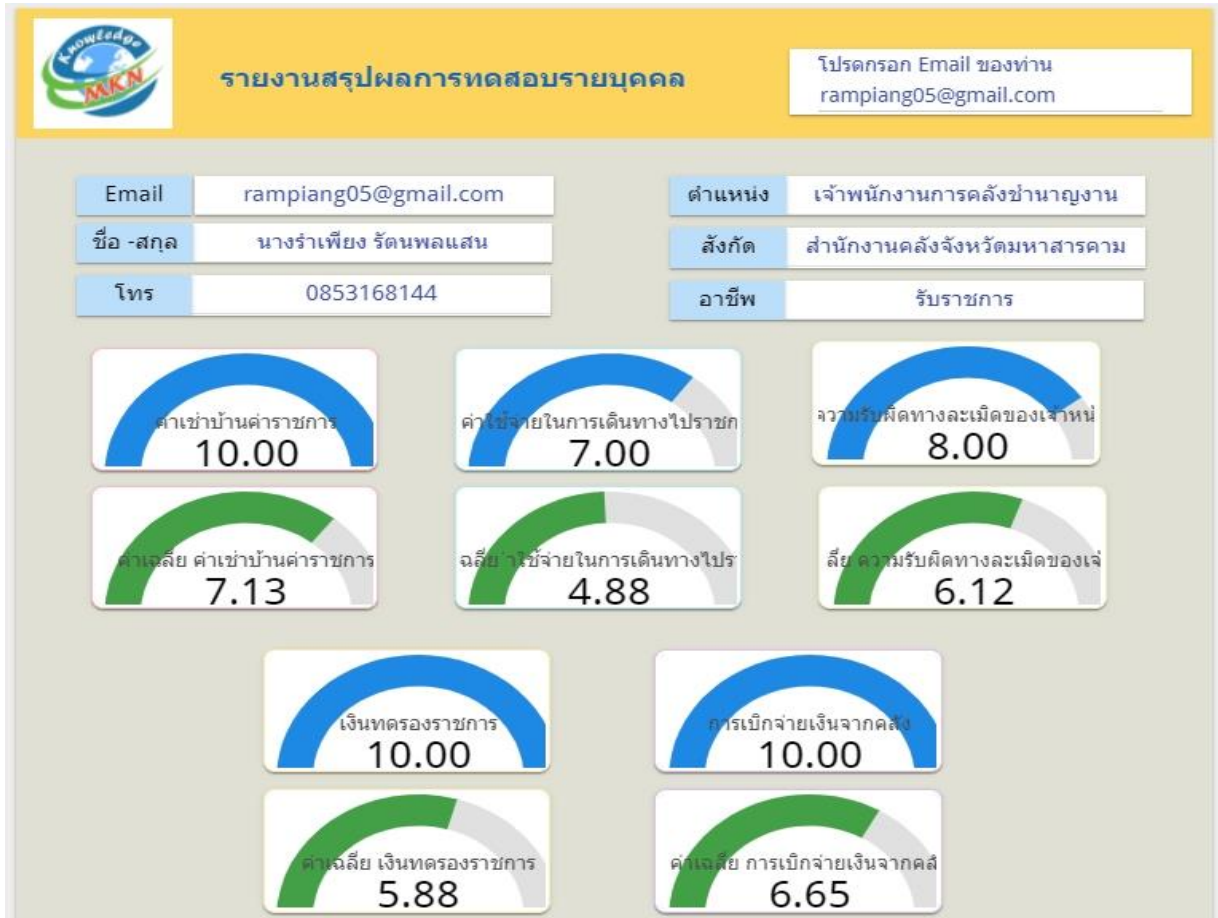 Knowledge
MKN
รายงานสรุปผลการทดสอบรายบุคคล
โปรดกรอก Email ของท่าน
rampiang05@gmail.com
Email rampiang05@gmail.com
ตำแหน่ง เจ้าพนักงานการคลังชำนาญงาน
ชื่อ -สกุล นางรำเพียง รัตนพลแสน
สังกัด สำนักงานคลังจังหวัดมหาสารคาม
โทร 0853168144
อาชีพ รับราชการ
ค่าเช่าบ้านค่าราชการ
10.00
ค่าใช้จ่ายในการเดินทางไปราชก
7.00
ความรับผิดทางละเมิดของเจ้าหน่
8.00
ค่าเฉลี่ย ค่าเช่าบ้านค่าราชการ
7.13
ฉลี่ย ่าใช้จ่ายในการเดินทางไปรา
4.88
ลี่ย ความรับผิดทางละเมิดของเจ้
6.12
เงินทดรองราชการ
10.00
การเบิกจ่ายเงินจากคลัง
10.00
ค่าเฉลี่ย เงินทดรองราชการ
5.88
ค่าเฉลี่ย การเบิกจ่ายเงินจากคลั
6.65